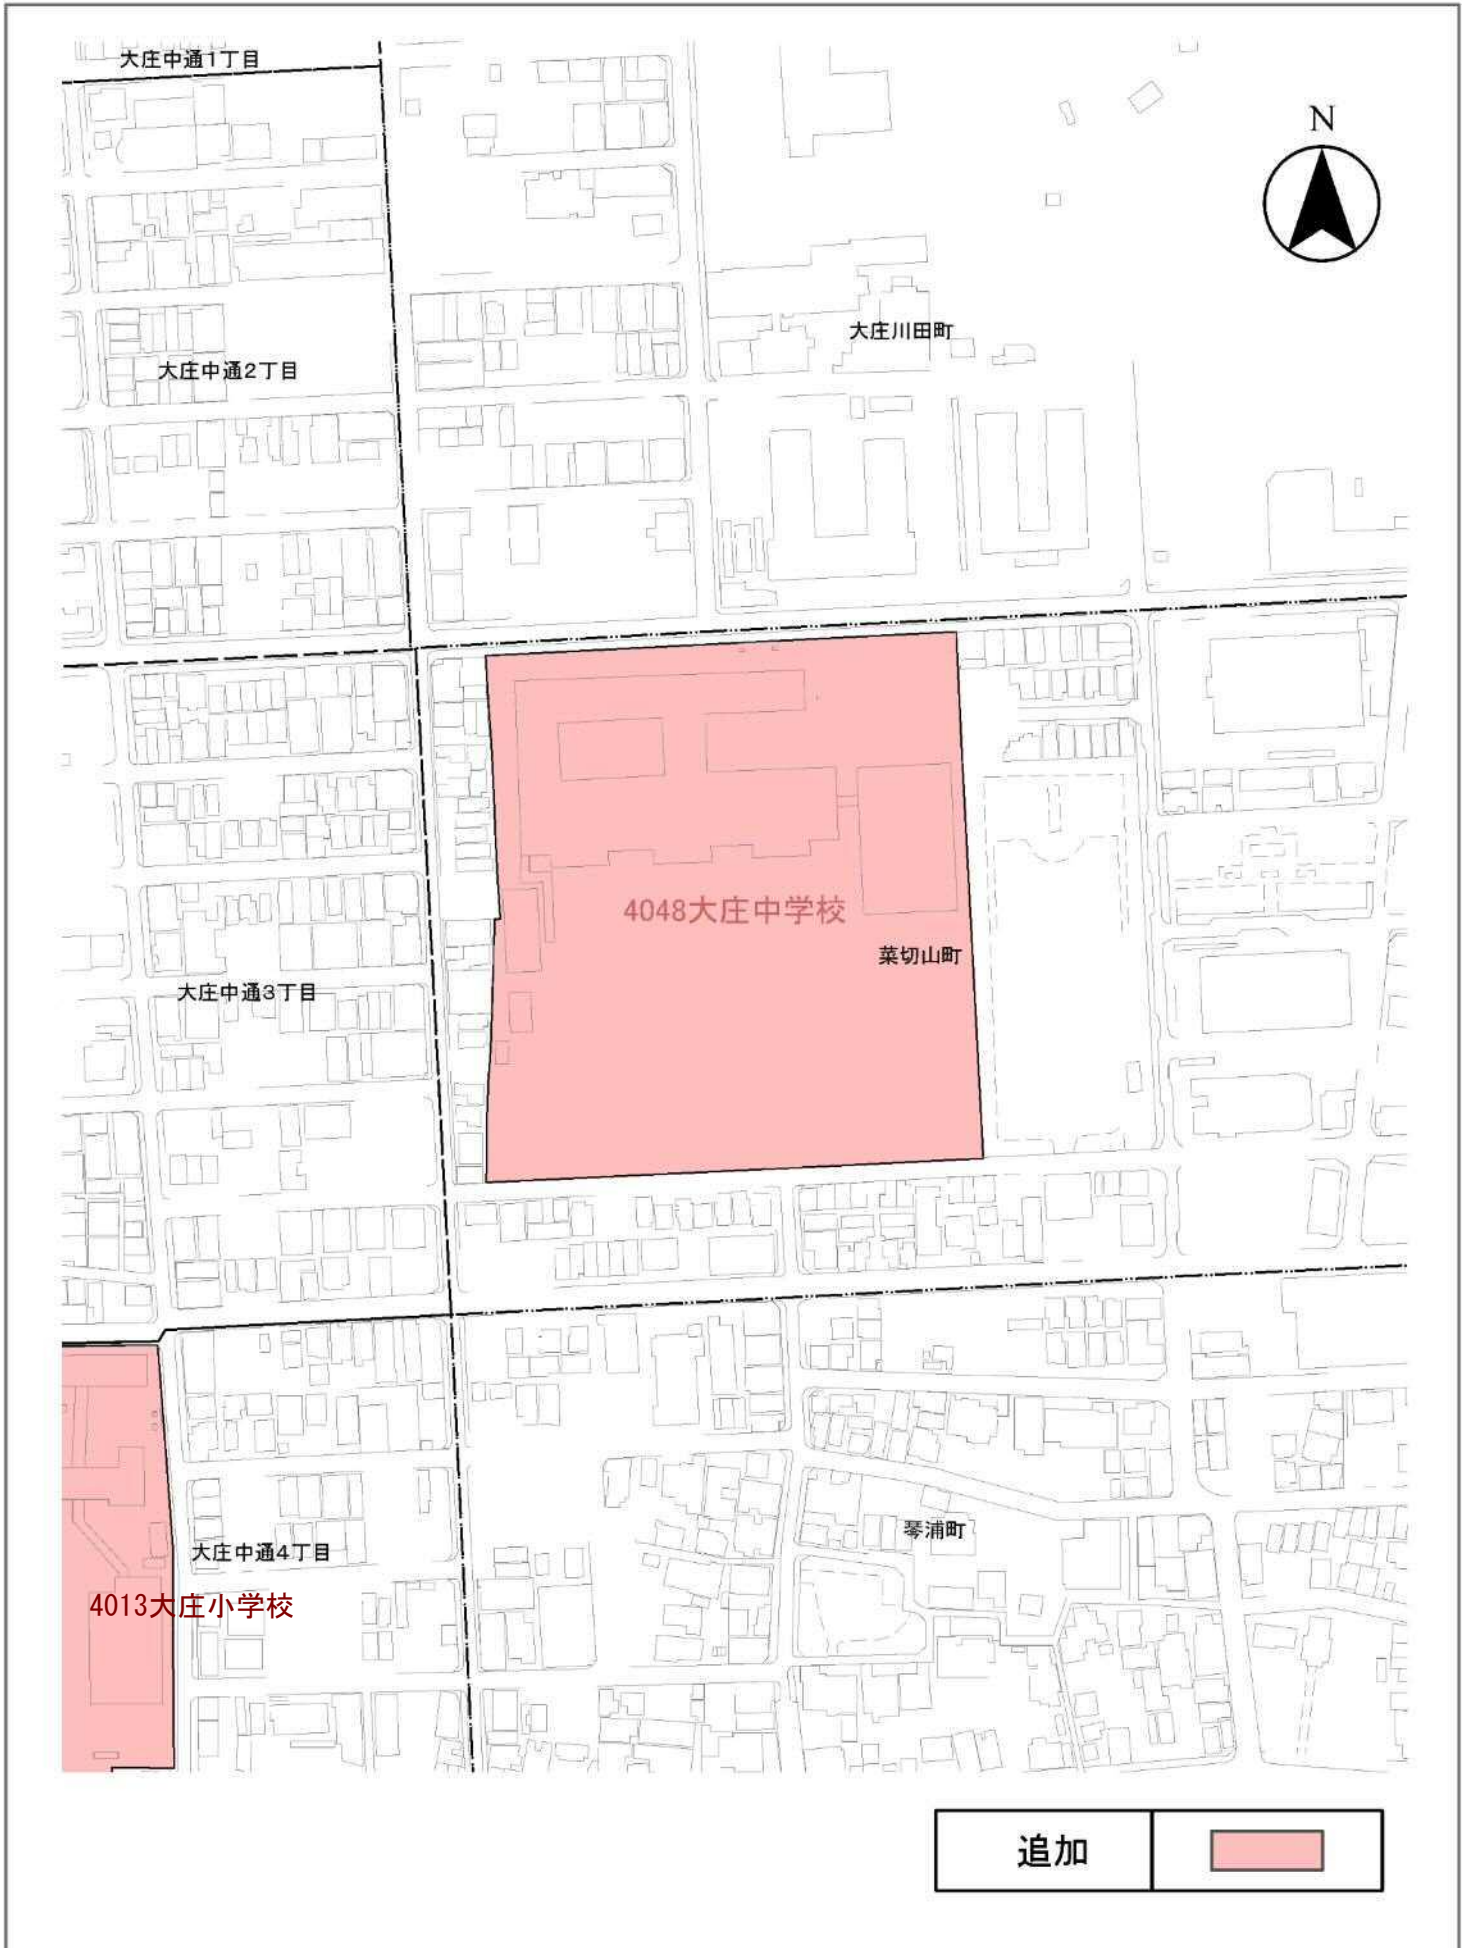 大庄中通1丁目
N
大庄川田町
大庄中通2丁目
4048大庄中学校
菜切山町
大庄中通3丁目
琴浦町
大庄中通4丁目
4013大庄小学校
追加